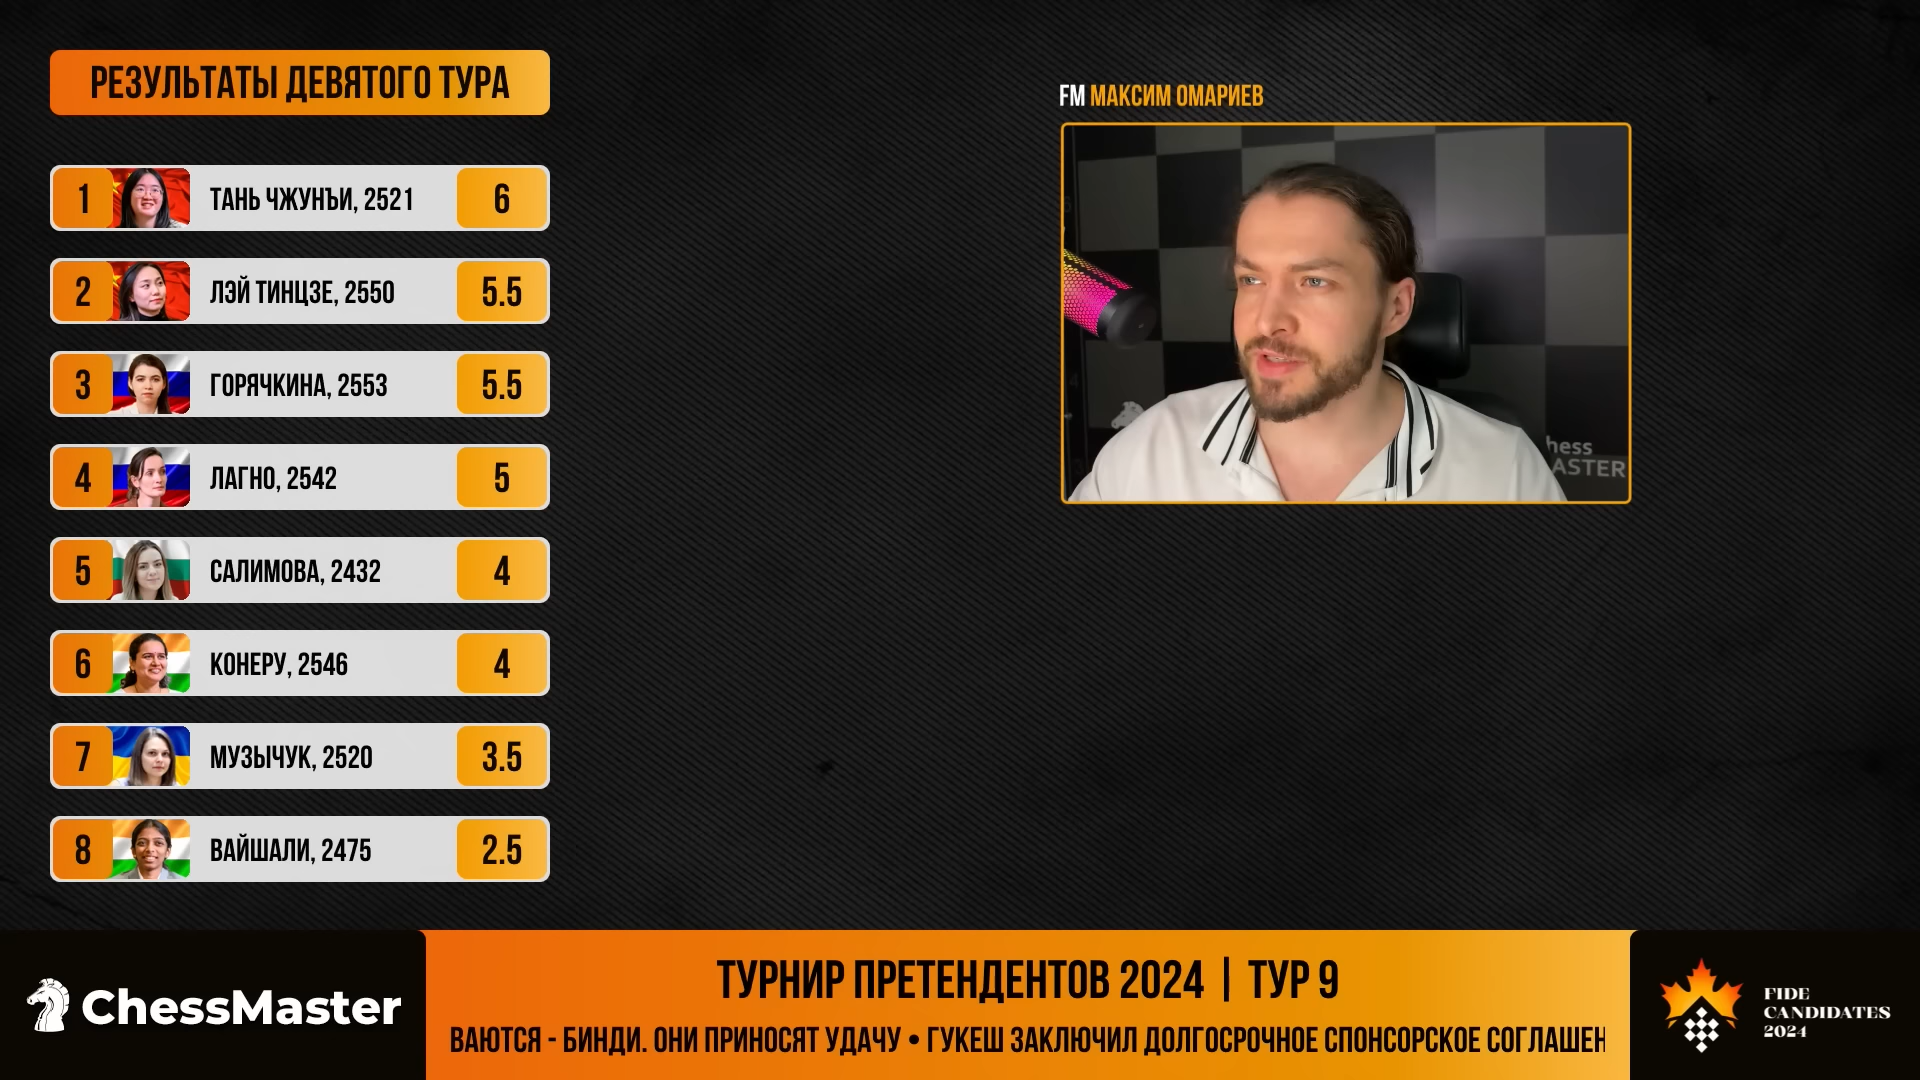 РЕЗУЛЬТАТЫ ДЕВЯТОГО ТУРА
1 ТАНЬ ЧЖУНЪИ, 2521 6
2 ЛЭЙ ТИНЦЗЕ, 2550 5.5
3 ГОРЯЧКИНА, 2553 5.5
4 ЛАГНО, 2542 5
5 САЛИМОВА, 2432 4
6 КОНЕРУ, 2546 4
7 МУЗЫЧУК, 2520 3.5
8 ВАЙШАЛИ, 2475 2.5
FM МАКСИМ ОМАРИЕВ
hess
ASTER
ChessMaster
ТУРНИР ПРЕТЕНДЕНТОВ 2024 | ТУР 9
ВАЮТСЯ - БИНДИ. ОНИ ПРИНОСЯТ УДАЧУ • ГУКЕШ ЗАКЛЮЧИЛ ДОЛГОСРОЧНОЕ СПОНСОРСКОЕ СОГЛАШЕН
FIDE
CANDIDATES
2024